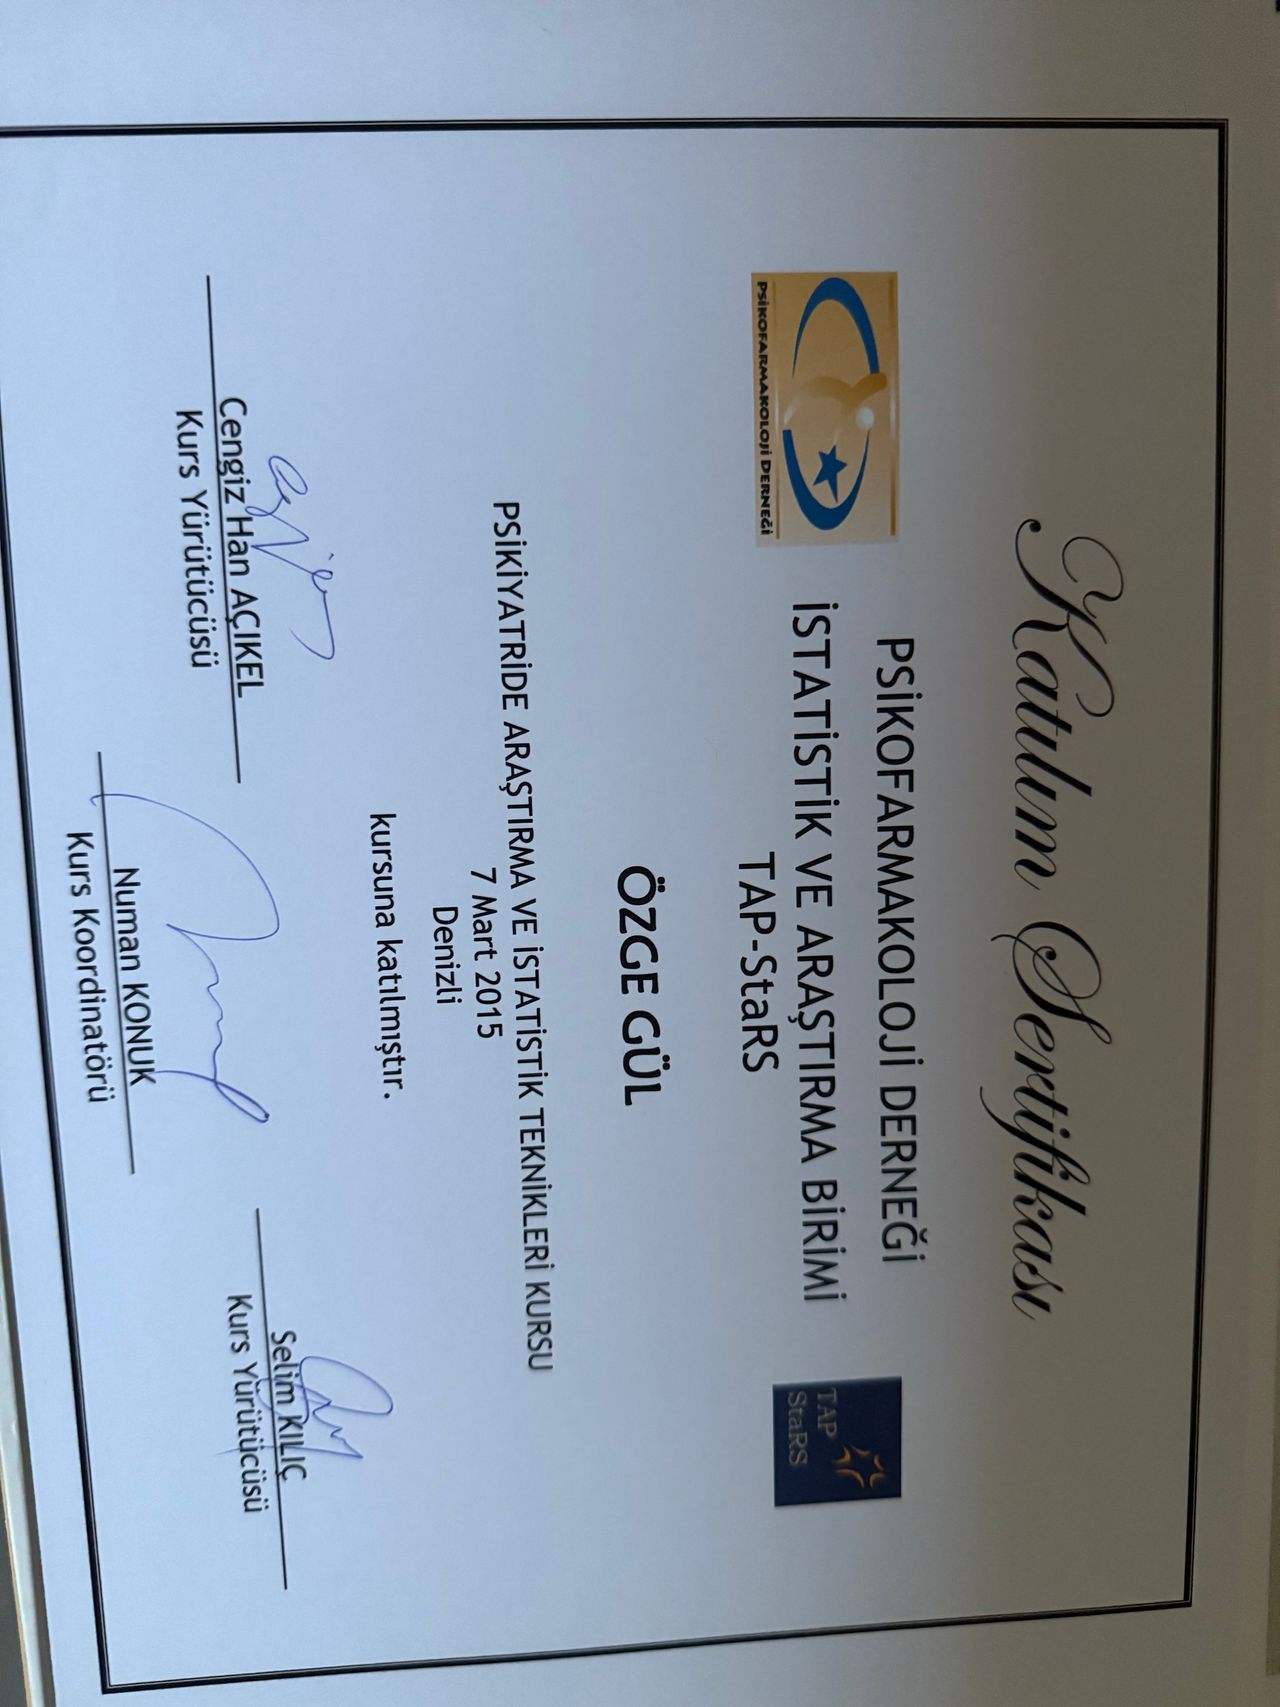 Katılım Sertifikası
PSİKOFARMAKOLOJİ DERNEĞİ
İSTATİSTİK VE ARAŞTIRMA BİRİMİ
TAP-StaRS
PSİKOFARMAKOLOJİ DERNEĞİ
TAP
StaRS
ÖZGE GÜL
PSİKİYATRİDE ARAŞTIRMA VE İSTATİSTİK TEKNİKLERİ KURSU
7 Mart 2015
Denizli
kursuna katılmıştır.
Cengiz Han AÇIKEL
Kurs Yürütücüsü
Numan KONUK
Kurs Koordinatörü
Selim KILIÇ
Kurs Yürütücüsü